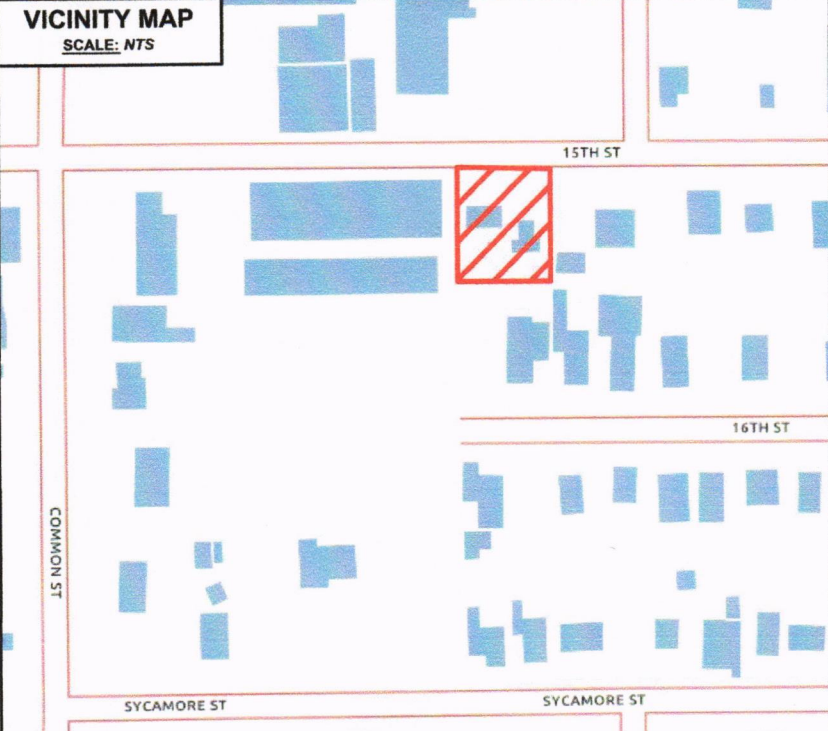 VICINITY MAP
SCALE: NTS
15TH ST
16TH ST
COMMON ST
SYCAMORE ST
SYCAMORE ST